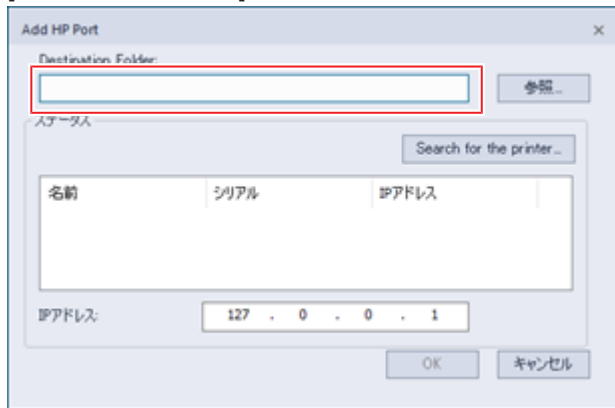 Add HP Port
Destination Folder:
参照...
ステータス
Search for the printer...
名前 シリアル IPアドレス
IPアドレス: 127 . 0 . 0 . 1
OK キャンセル